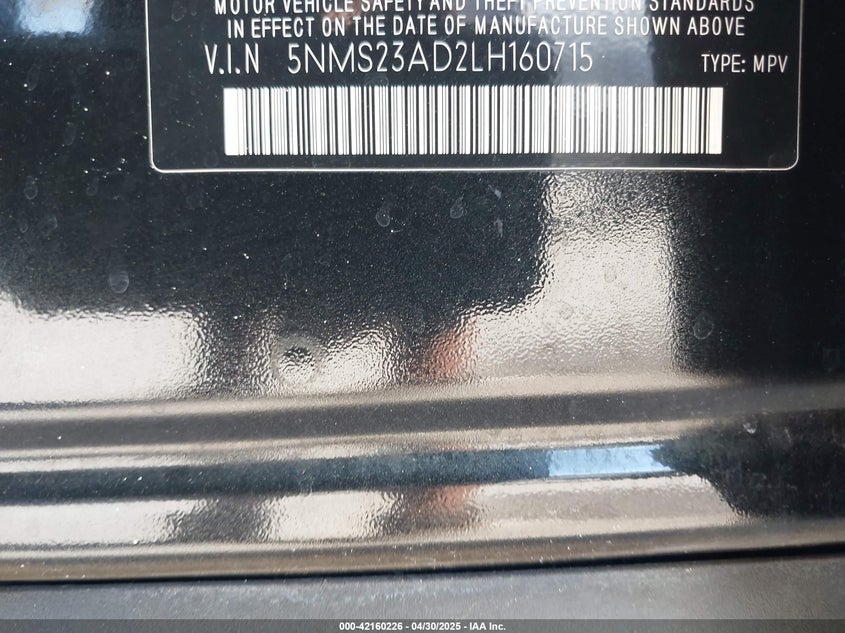 MOTOR VEHICLE SAFETY AND THEFT PREVENTION STANDARDS
IN EFFECT ON THE DATE OF MANUFACTURE SHOWN ABOVE
V.I.N 5NMS23AD2LH160715 TYPE: MPV
000-42160226 - 04/30/2025 - IAA Inc.